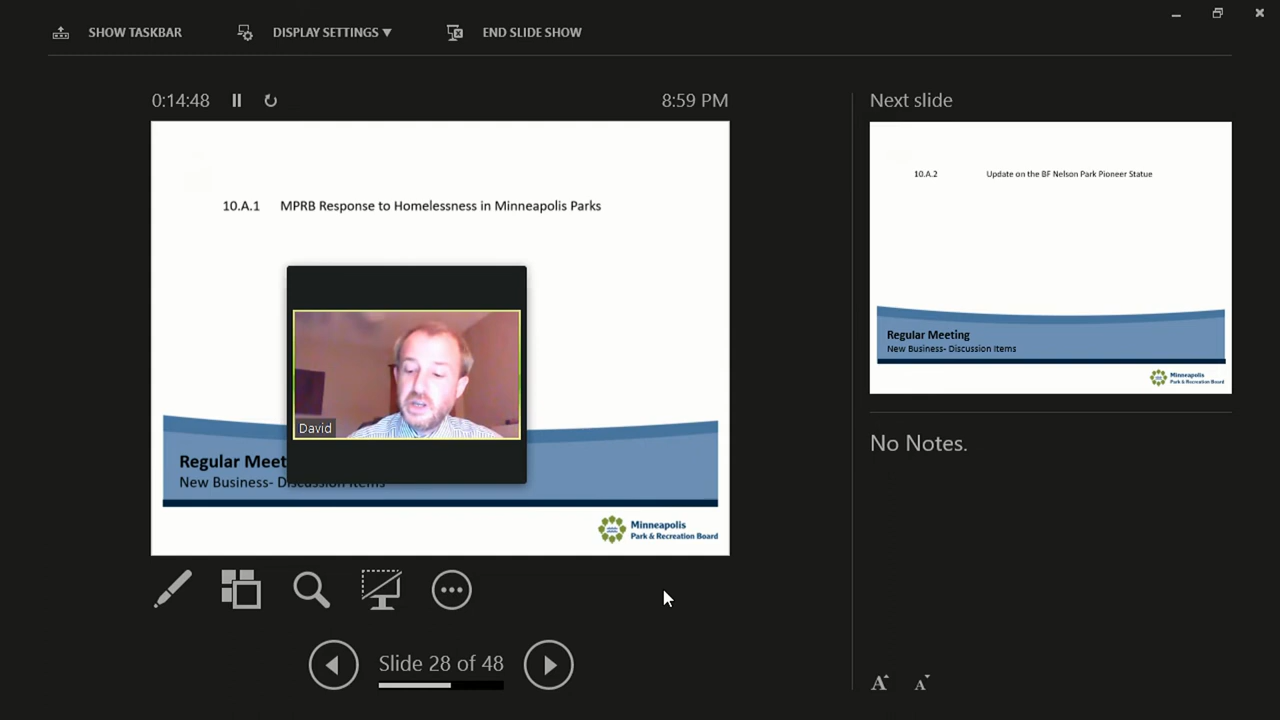 SHOW TASKBAR
DISPLAY SETTINGS ▼
END SLIDE SHOW
0:14:48
8:59 PM
10.A.1 MPRB Response to Homelessness in Minneapolis Parks
David
Regular Meet
New Business- Discussion Items
Minneapolis
Park & Recreation Board
Slide 28 of 48
Next slide
10.A.2 Update on the BF Nelson Park Pioneer Statue
Regular Meeting
New Business- Discussion Items
Minneapolis
Park & Recreation Board
No Notes.
A A